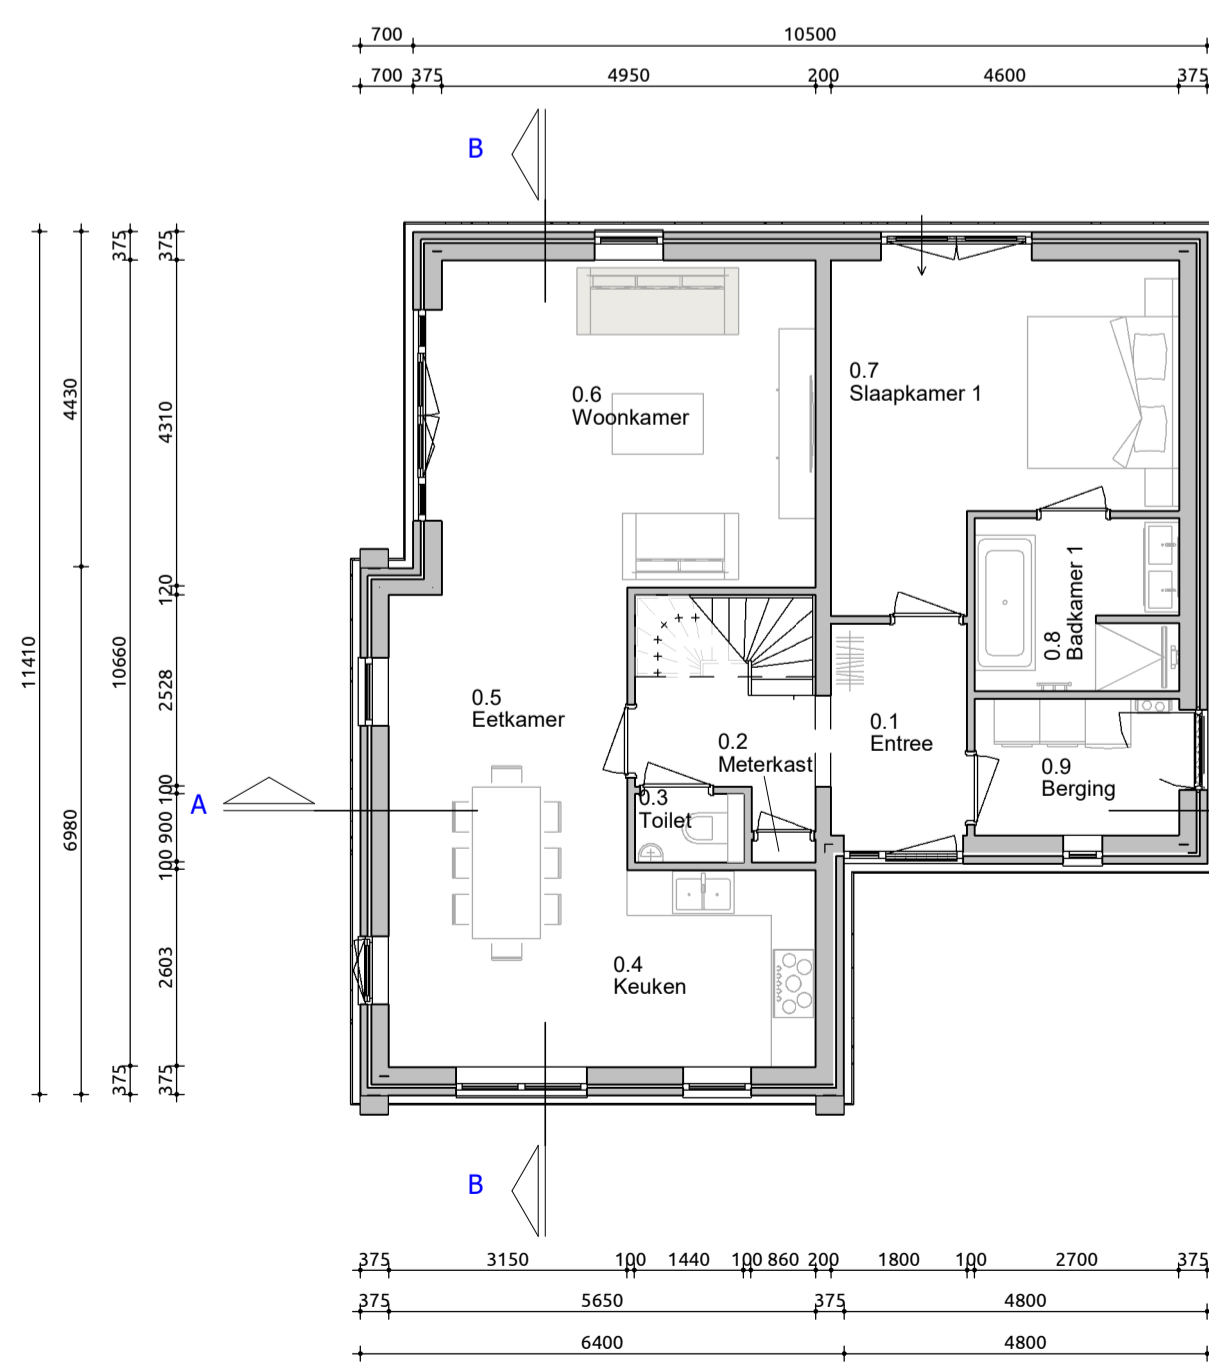 700 10500
700 375 4950 200 4600 375
B
375 375
4430
4310
0.7
Slaapkamer 1
0.6
Woonkamer
120
0.8
Badkamer 1
11410
10660
2528
0.5
Eetkamer
0.1
Entree
0.2
Meterkast
0.9
Berging
100
A
0.3
Toilet
900
6980
100
0.4
Keuken
2603
375 375
B
375 3150 100 1440 100 860 200 1800 100 2700 375
375 5650 375 4800
6400 4800